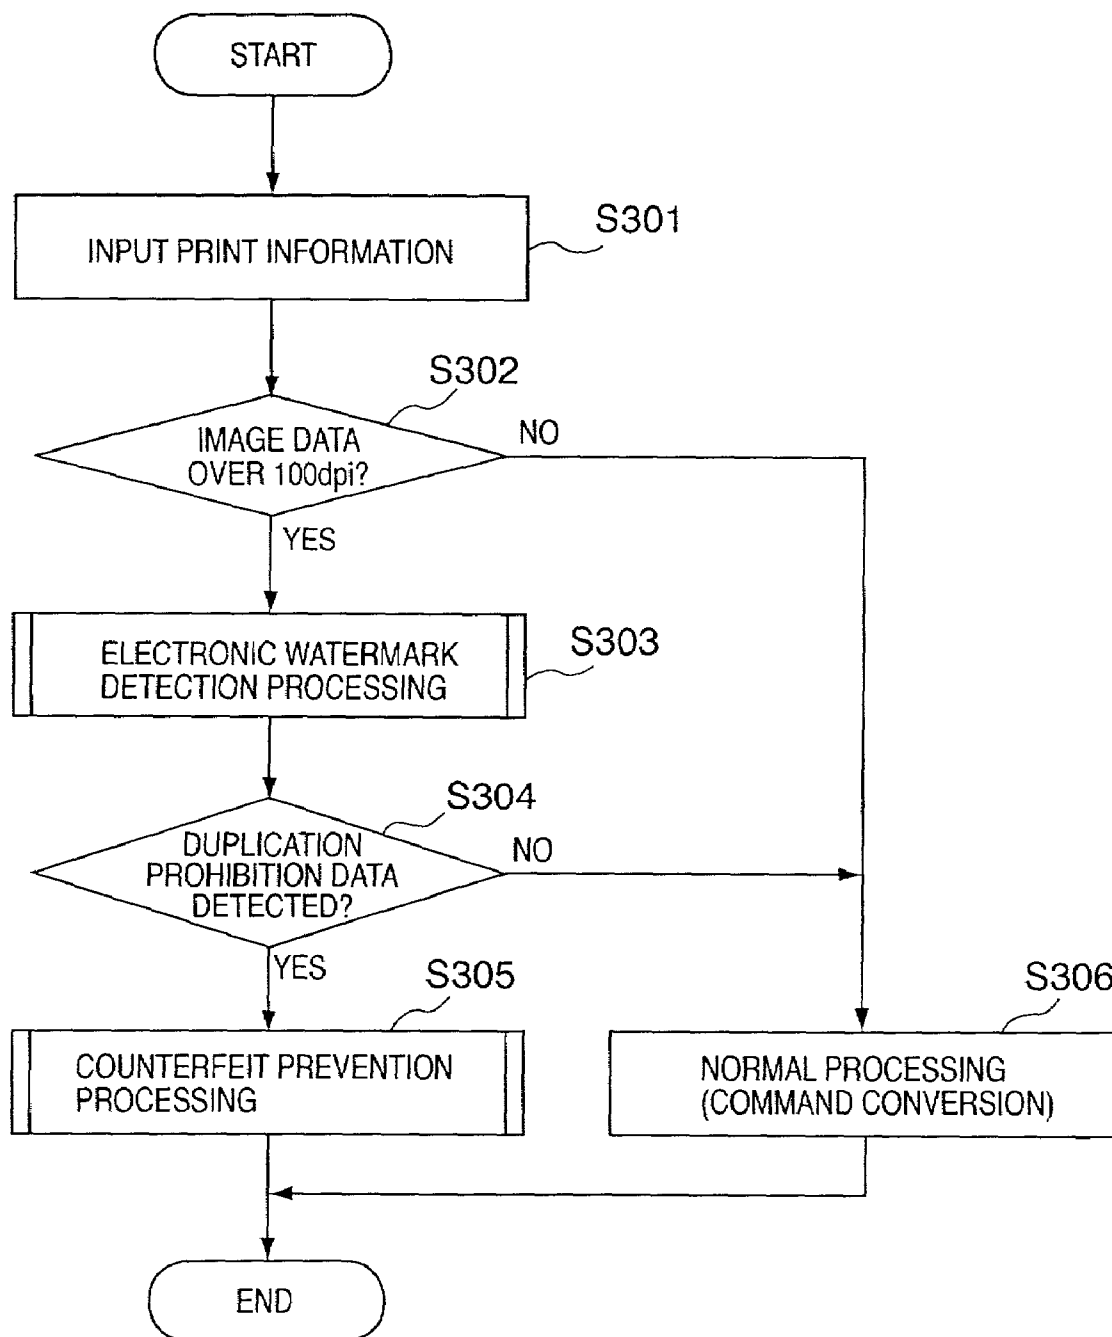 START
S301
INPUT PRINT INFORMATION
S302
IMAGE DATA
OVER 100dpi?
NO
YES
S303
ELECTRONIC WATERMARK
DETECTION PROCESSING
S304
DUPLICATION
PROHIBITION DATA
DETECTED?
NO
YES
S305
COUNTERFEIT PREVENTION
PROCESSING
S306
NORMAL PROCESSING
(COMMAND CONVERSION)
END